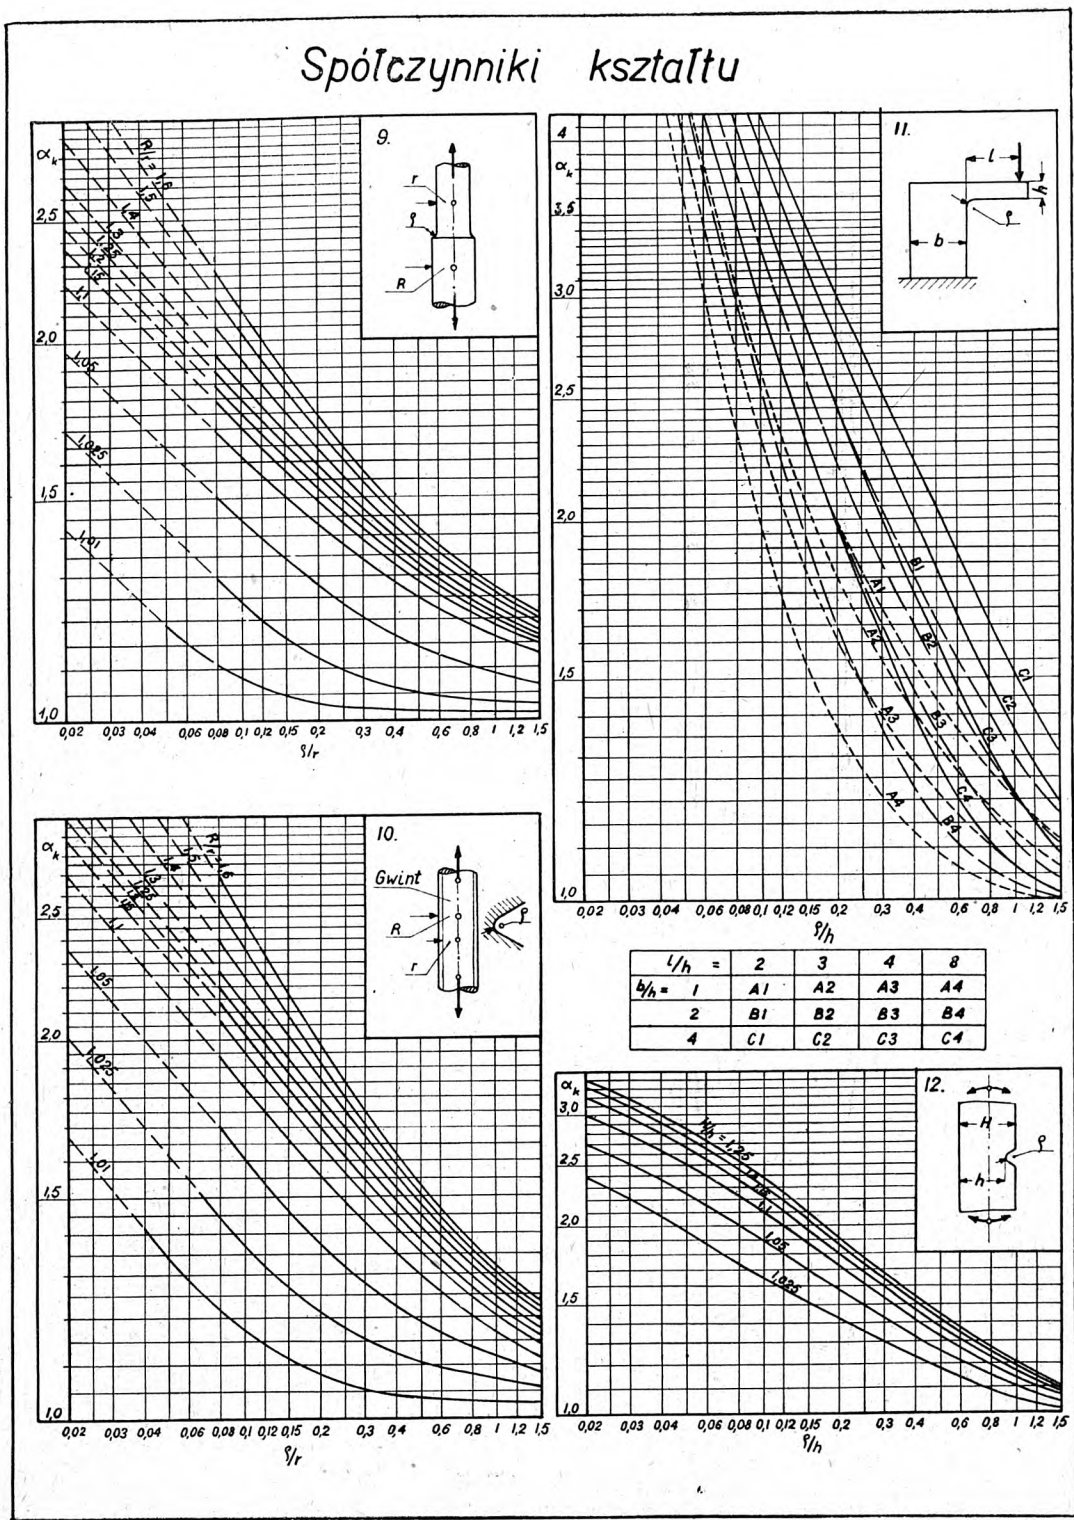 Spółczynniki kształtu
9.
αk
2,5
2,0
1,5
1,0
R/r = 1,6
1,5
1,4
1,3
1,25
1,2
1,15
1,1
1,05
1,025
1,01
r
ρ
R
0,02 0,03 0,04 0,06 0,08 0,1 0,12 0,15 0,2 0,3 0,4 0,6 0,8 1 1,2 1,5
ρ/r
10.
αk
2,5
2,0
1,5
1,0
R/r = 1,6
1,5
1,4
1,3
1,25
1,1
1,05
1,025
1,01
Gwint
R
r
ρ
0,02 0,03 0,04 0,06 0,08 0,1 0,12 0,15 0,2 0,3 0,4 0,6 0,8 1 1,2 1,5
ρ/r
11.
4
αk
3,5
3,0
2,5
2,0
1,5
1,0
l
h
ρ
b
A1
B1
A2
B2
C1
C2
A3
B3
C3
A4
B4
C4
0,02 0,03 0,04 0,06 0,08 0,1 0,12 0,2 0,3 0,4 0,6 0,8 1 1,2 1,5
ρ/h
l/h = 2 3 4 8
b/h = 1 A1 A2 A3 A4
2 B1 B2 B3 B4
4 C1 C2 C3 C4
12.
αk
3,0
2,5
2,0
1,5
1,0
H/h = 1,25
1,1
1,05
1,025
H
ρ
h
0,02 0,03 0,04 0,06 0,08 0,1 0,12 0,2 0,3 0,4 0,6 0,8 1 1,2 1,5
ρ/h